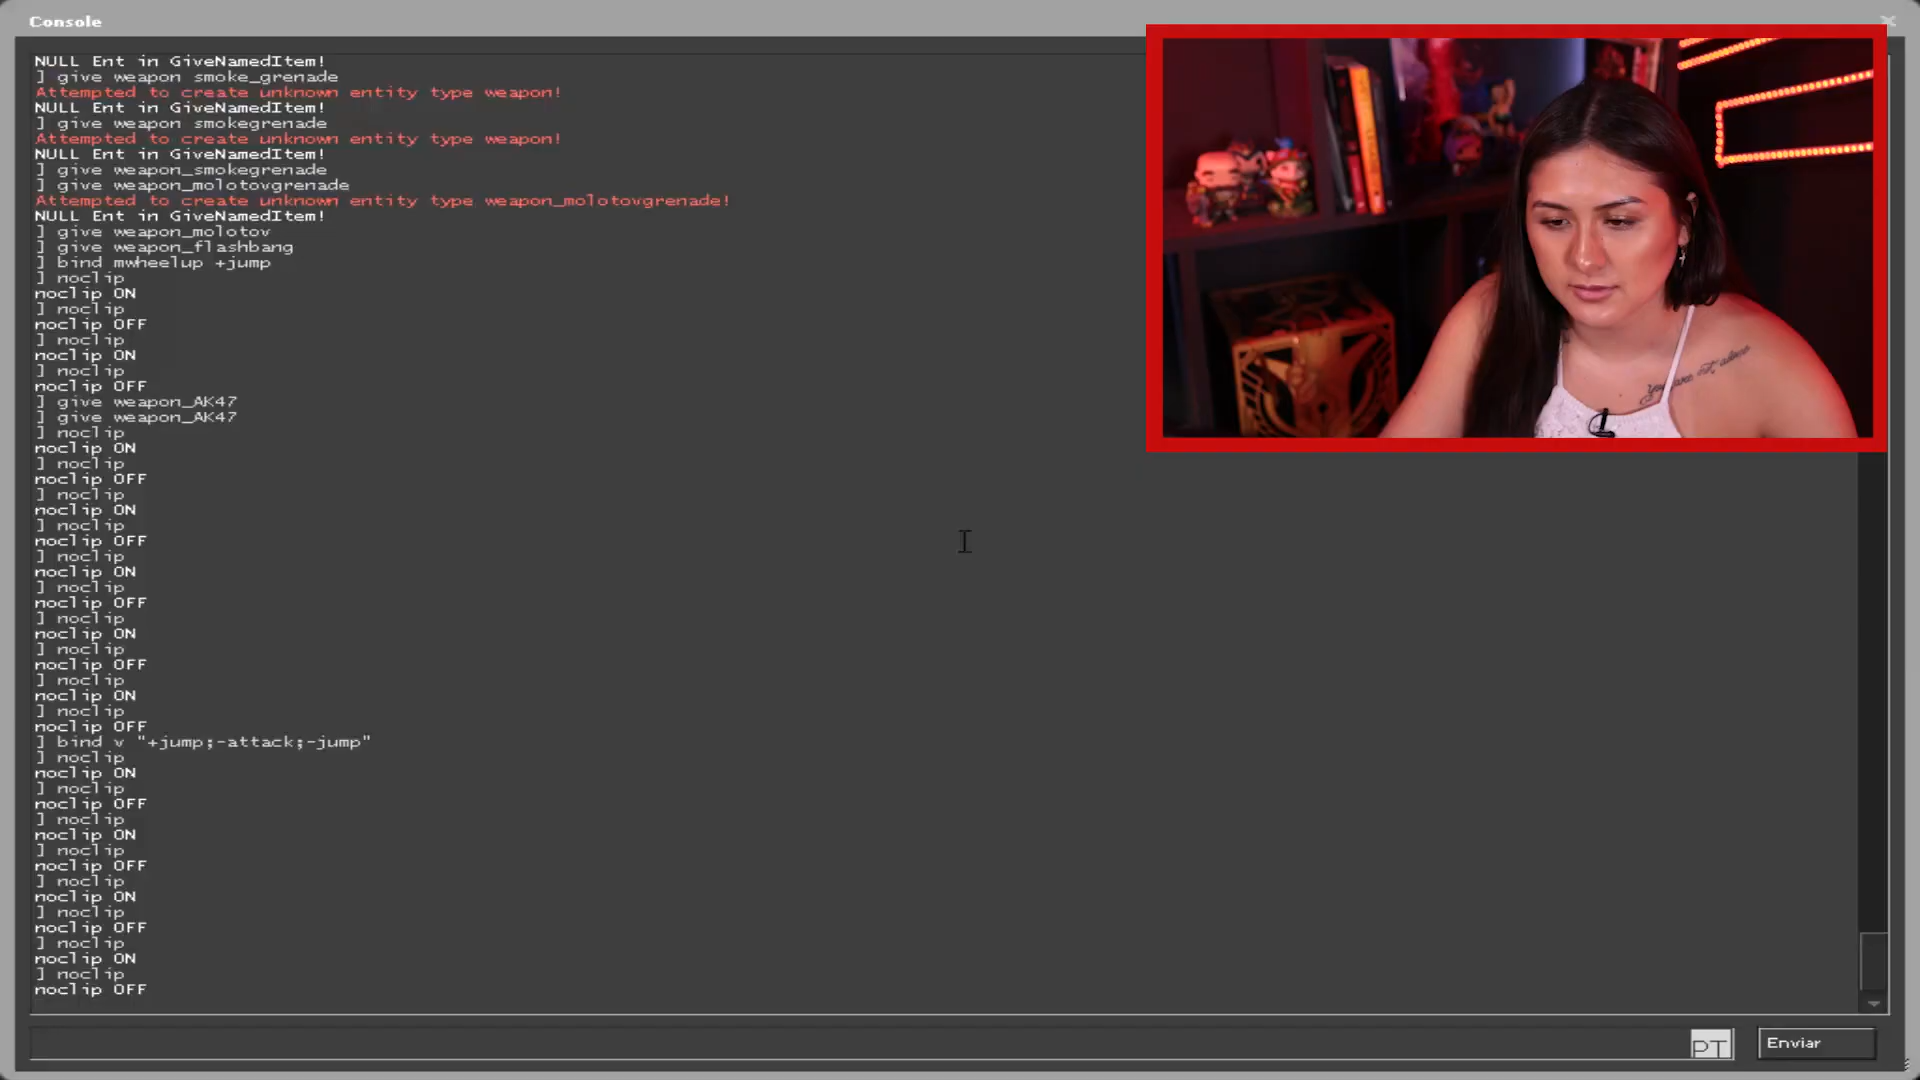 Console
NULL Ent in GiveNamedItem!
] give weapon smoke_grenade
Attempted to create unknown entity type weapon!
NULL Ent in GiveNamedItem!
] give weapon smokegrenade
Attempted to create unknown entity type weapon!
NULL Ent in GiveNamedItem!
] give weapon_smokegrenade
] give weapon_molotovgrenade
Attempted to create unknown entity type weapon_molotovgrenade!
NULL Ent in GiveNamedItem!
] give weapon_molotov
] give weapon_flashbang
] bind mwheelup +jump
] noclip
noclip ON
] noclip
noclip OFF
] noclip
noclip ON
] noclip
noclip OFF
] give weapon_AK47
] give weapon_AK47
] noclip
noclip ON
] noclip
noclip OFF
] noclip
noclip ON
] noclip
noclip OFF
] noclip
noclip ON
] noclip
noclip OFF
] noclip
noclip ON
] noclip
noclip OFF
] noclip
noclip ON
] noclip
noclip OFF
] bind v "+jump;-attack;-jump"
] noclip
noclip ON
] noclip
noclip OFF
] noclip
noclip ON
] noclip
noclip OFF
] noclip
noclip ON
] noclip
noclip OFF
] noclip
noclip ON
] noclip
noclip OFF
PT
Enviar